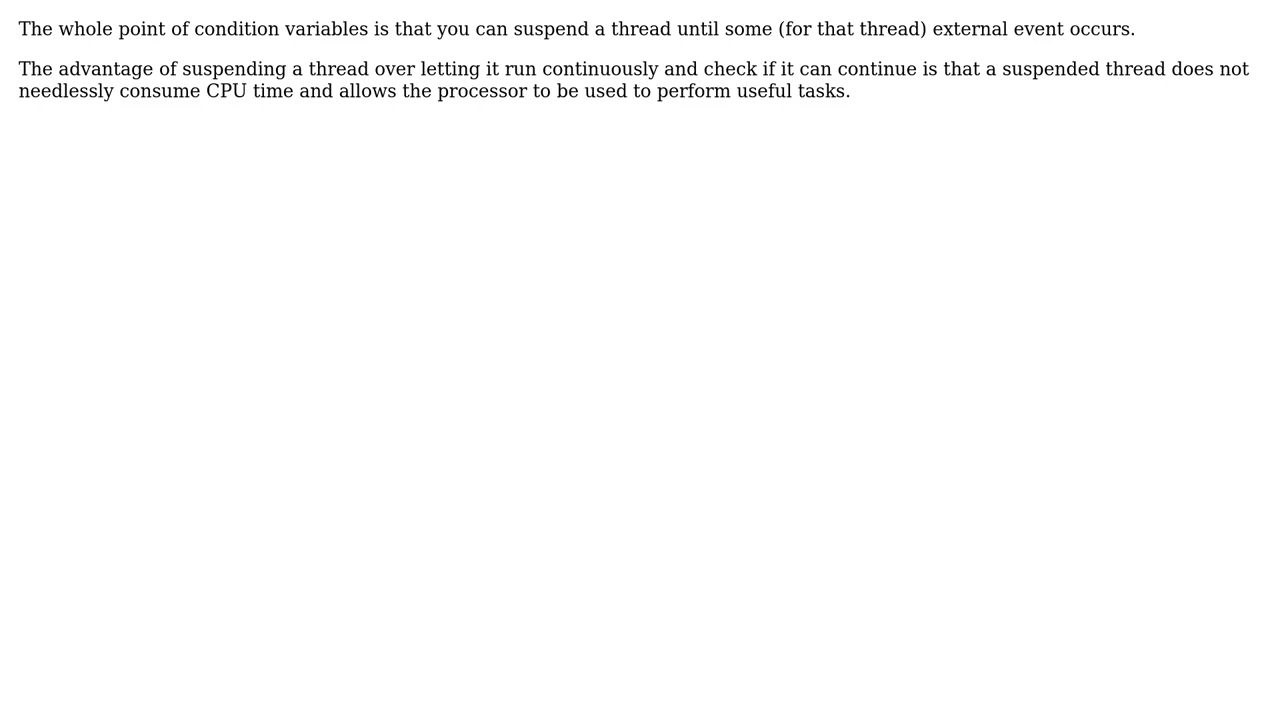 The whole point of condition variables is that you can suspend a thread until some (for that thread) external event occurs.
The advantage of suspending a thread over letting it run continuously and check if it can continue is that a suspended thread does not
needlessly consume CPU time and allows the processor to be used to perform useful tasks.